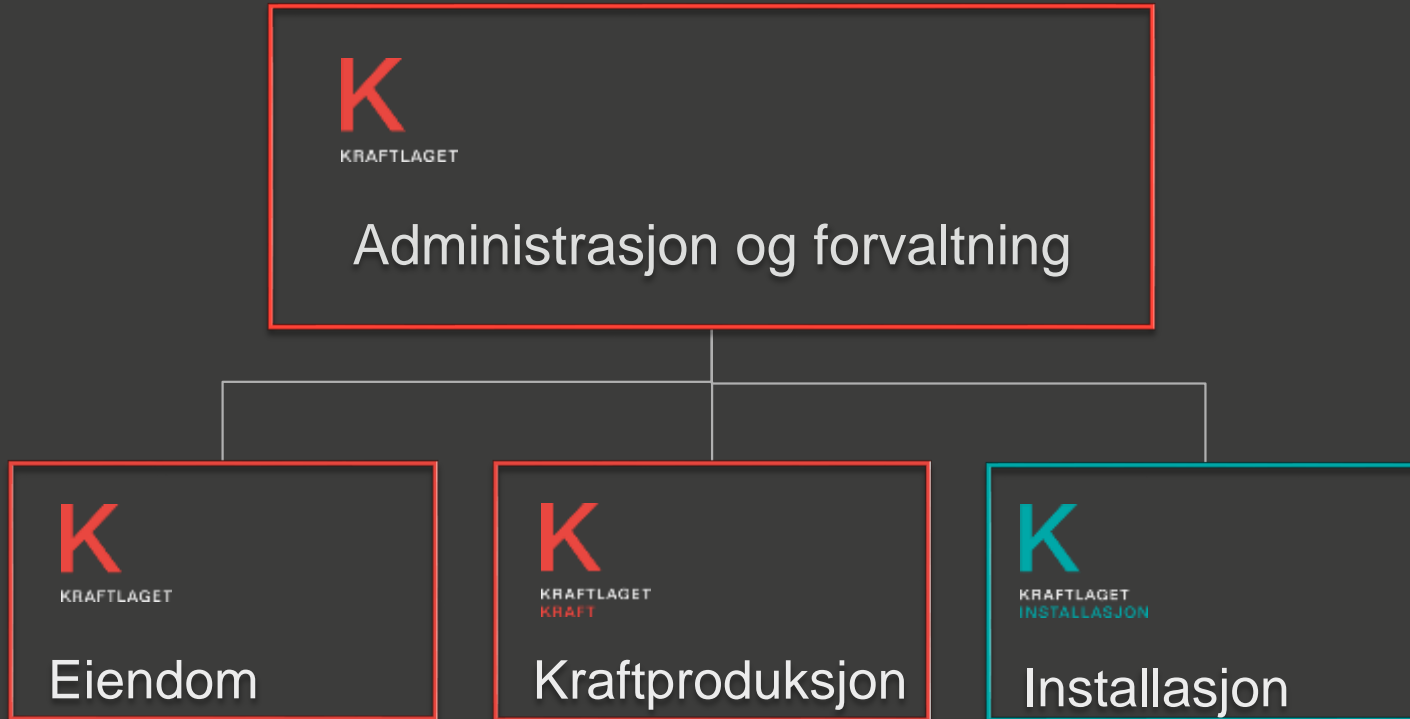 K
KRAFTLAGET
Administrasjon og forvaltning
K
KRAFTLAGET
Eiendom
K
KRAFTLAGET
KRAFT
Kraftproduksjon
K
KRAFTLAGET
INSTALLASJON
Installasjon